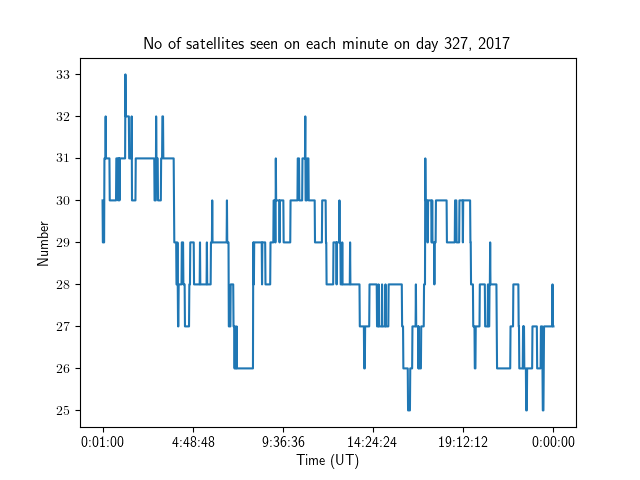 No of satellites seen on each minute on day 327, 2017
33
32
31
30
29
28
27
26
25
Number
0:01:00 4:48:48 9:36:36 14:24:24 19:12:12 0:00:00
Time (UT)